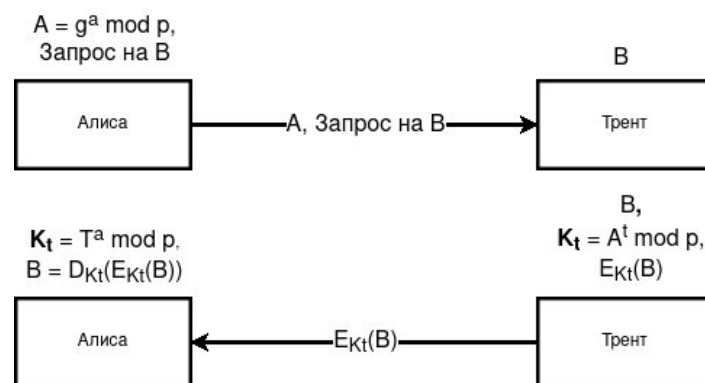 A = g^a mod p,
Запрос на B
B
Алиса
A, Запрос на B
Трент
B,
K_t = T^a mod p,
B = D_Kt(E_Kt(B))
K_t = A^t mod p,
E_Kt(B)
Алиса
E_Kt(B)
Трент